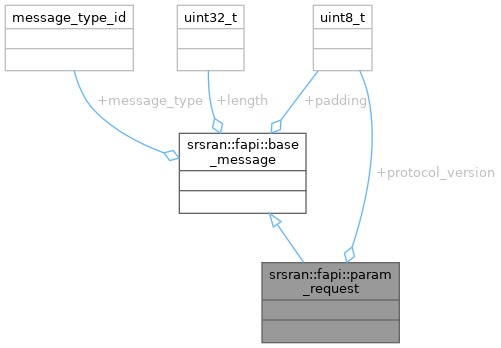 message_type_id
uint32_t
uint8_t
+message_type
+length
+padding
srsran::fapi::base
_message
+protocol_version
srsran::fapi::param
_request